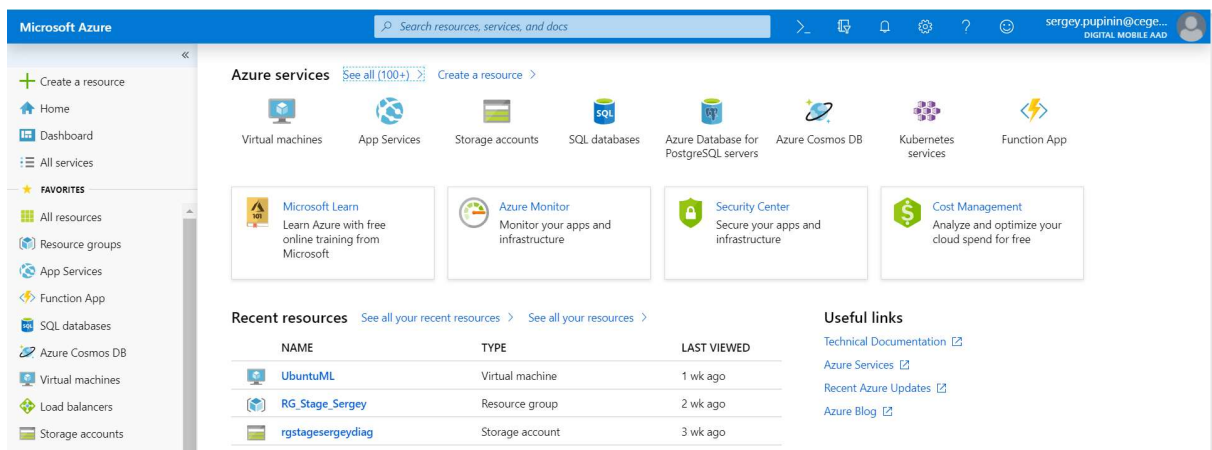 Microsoft Azure
Search resources, services, and docs
sergey.pupinin@cege...
DIGITAL MOBILE AAD
«
Create a resource
Home
Dashboard
All services
FAVORITES
All resources
Resource groups
App Services
Function App
SQL databases
Azure Cosmos DB
Virtual machines
Load balancers
Storage accounts
Azure services See all (100+) > Create a resource >
Virtual machines
App Services
Storage accounts
SQL databases
Azure Database for
PostgreSQL servers
Azure Cosmos DB
Kubernetes
services
Function App
Microsoft Learn
Learn Azure with free
online training from
Microsoft
Azure Monitor
Monitor your apps and
infrastructure
Security Center
Secure your apps and
infrastructure
Cost Management
Analyze and optimize your
cloud spend for free
Recent resources See all your recent resources > See all your resources >
NAME TYPE LAST VIEWED
UbuntuML Virtual machine 1 wk ago
RG_Stage_Sergey Resource group 2 wk ago
rgstagesergeydiag Storage account 3 wk ago
Useful links
Technical Documentation
Azure Services
Recent Azure Updates
Azure Blog